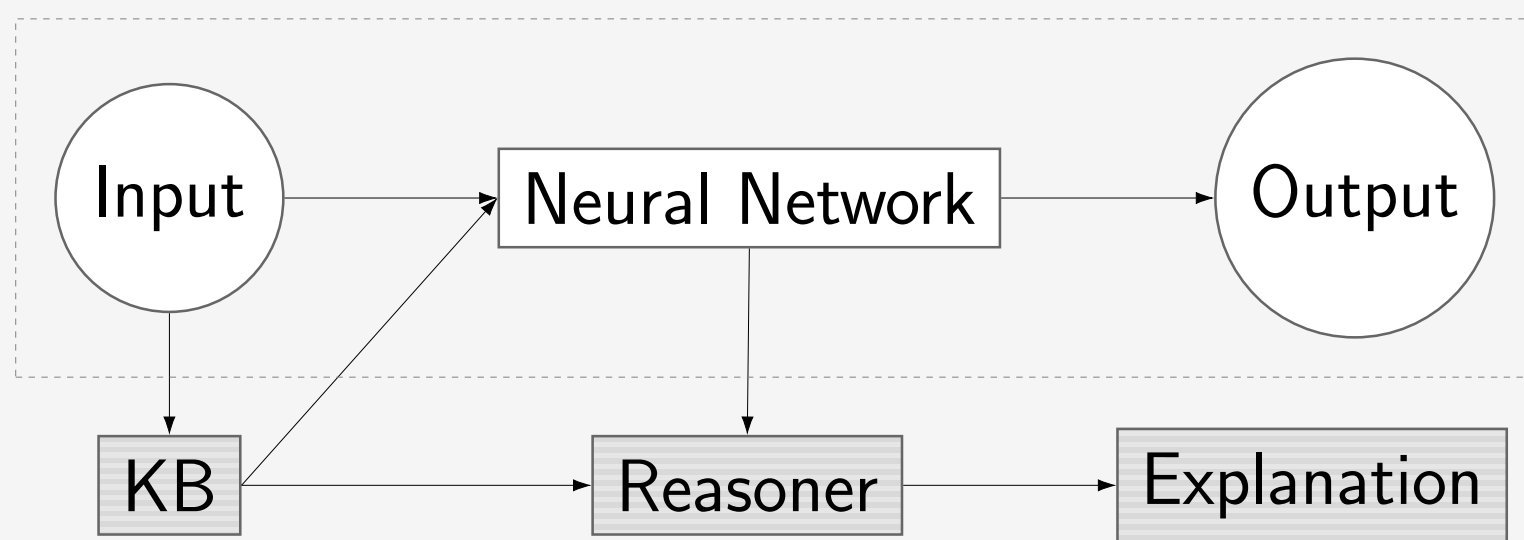 Input
Neural Network
Output
KB
Reasoner
Explanation